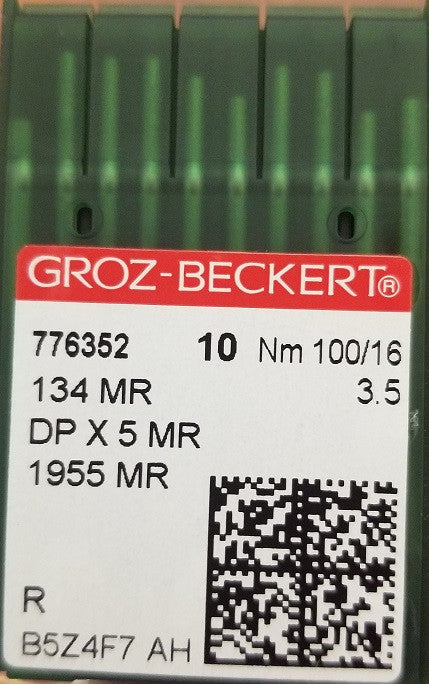 GROZ-BECKERT®
776352 10 Nm 100/16
134 MR 3.5
DP X 5 MR
1955 MR
R
B5Z4F7 AH